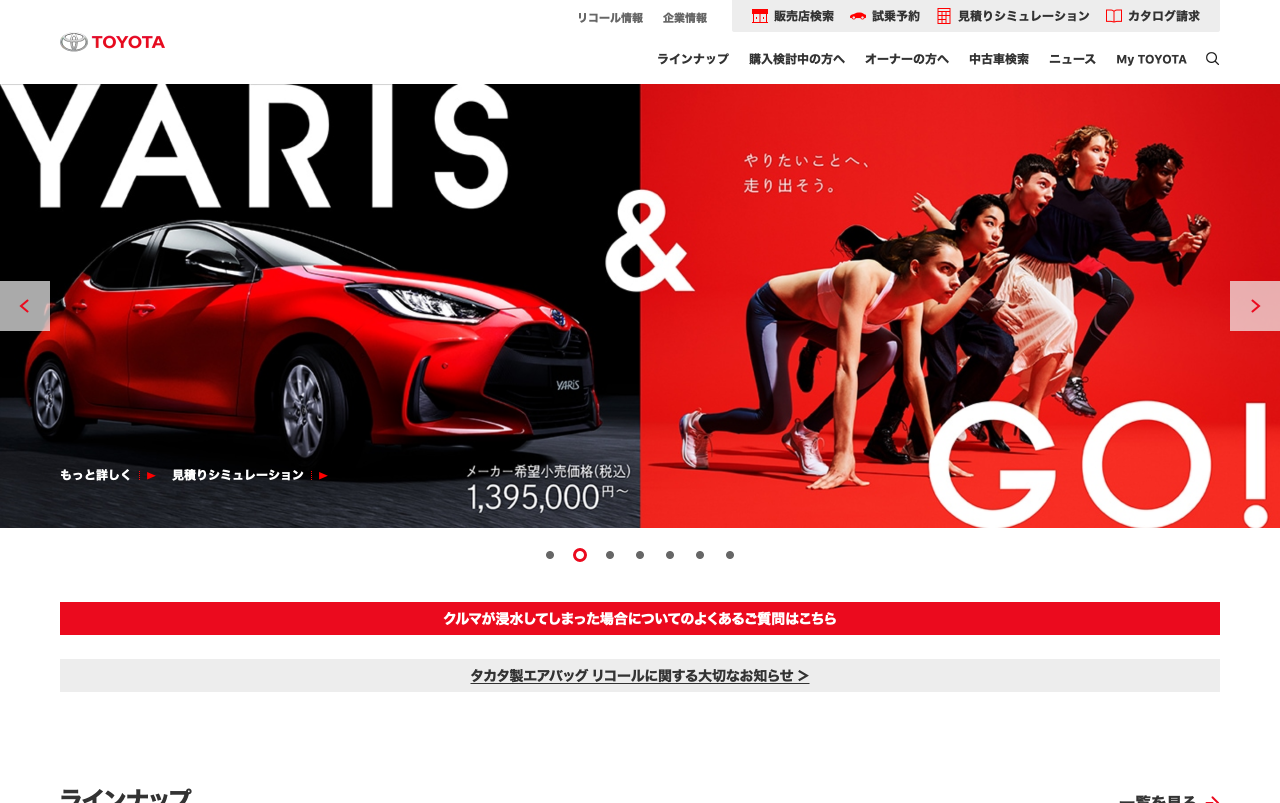 リコール情報 企業情報 販売店検索 試乗予約 見積りシミュレーション カタログ請求
TOYOTA
ラインナップ 購入検討中の方へ オーナーの方へ 中古車検索 ニュース My TOYOTA
YARIS
やりたいことへ、
走り出そう。
&
YARIS
GO!
もっと詳しく 見積りシミュレーション
メーカー希望小売価格(税込)
1,395,000円~
クルマが浸水してしまった場合についてのよくあるご質問はこちら
タカタ製エアバッグ リコールに関する大切なお知らせ >
ラインナップ 一覧を見る